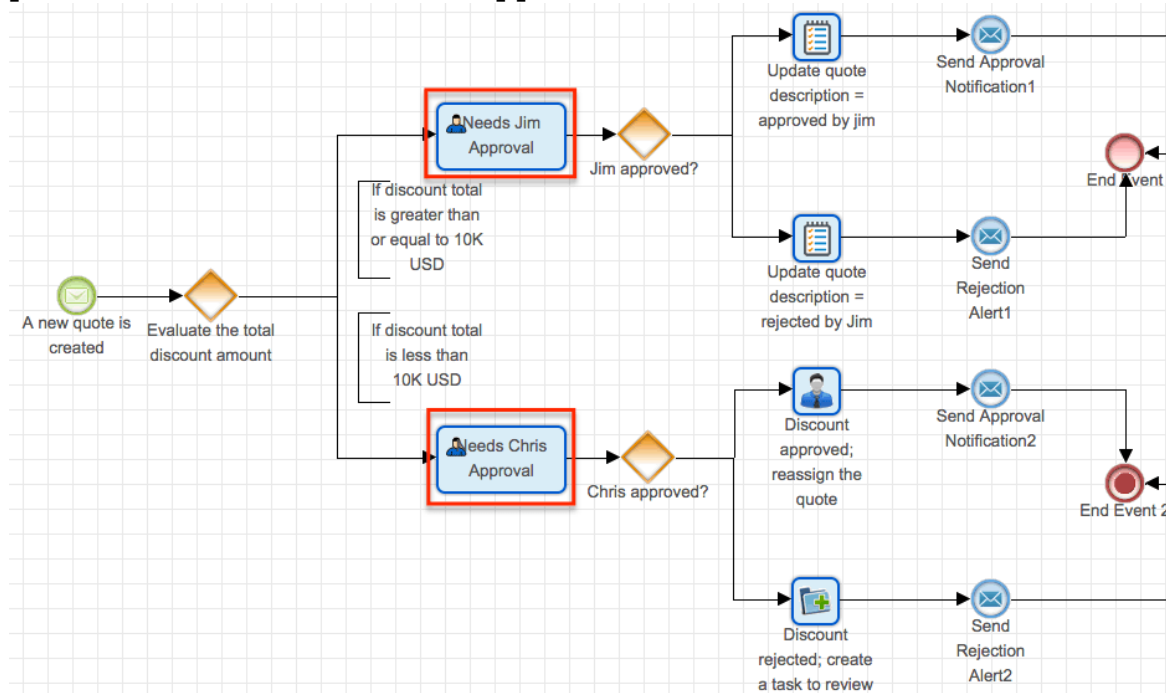 Update quote
description =
approved by jim
Send Approval
Notification1
Needs Jim
Approval
Jim approved?
End Event
If discount total
is greater than
or equal to 10K
USD
Update quote
description =
rejected by Jim
Send
Rejection
Alert1
A new quote is
created
Evaluate the total
discount amount
If discount total
is less than
10K USD
Needs Chris
Approval
Chris approved?
Discount
approved;
reassign the
quote
Send Approval
Notification2
End Event 2
Discount
rejected; create
a task to review
Send
Rejection
Alert2